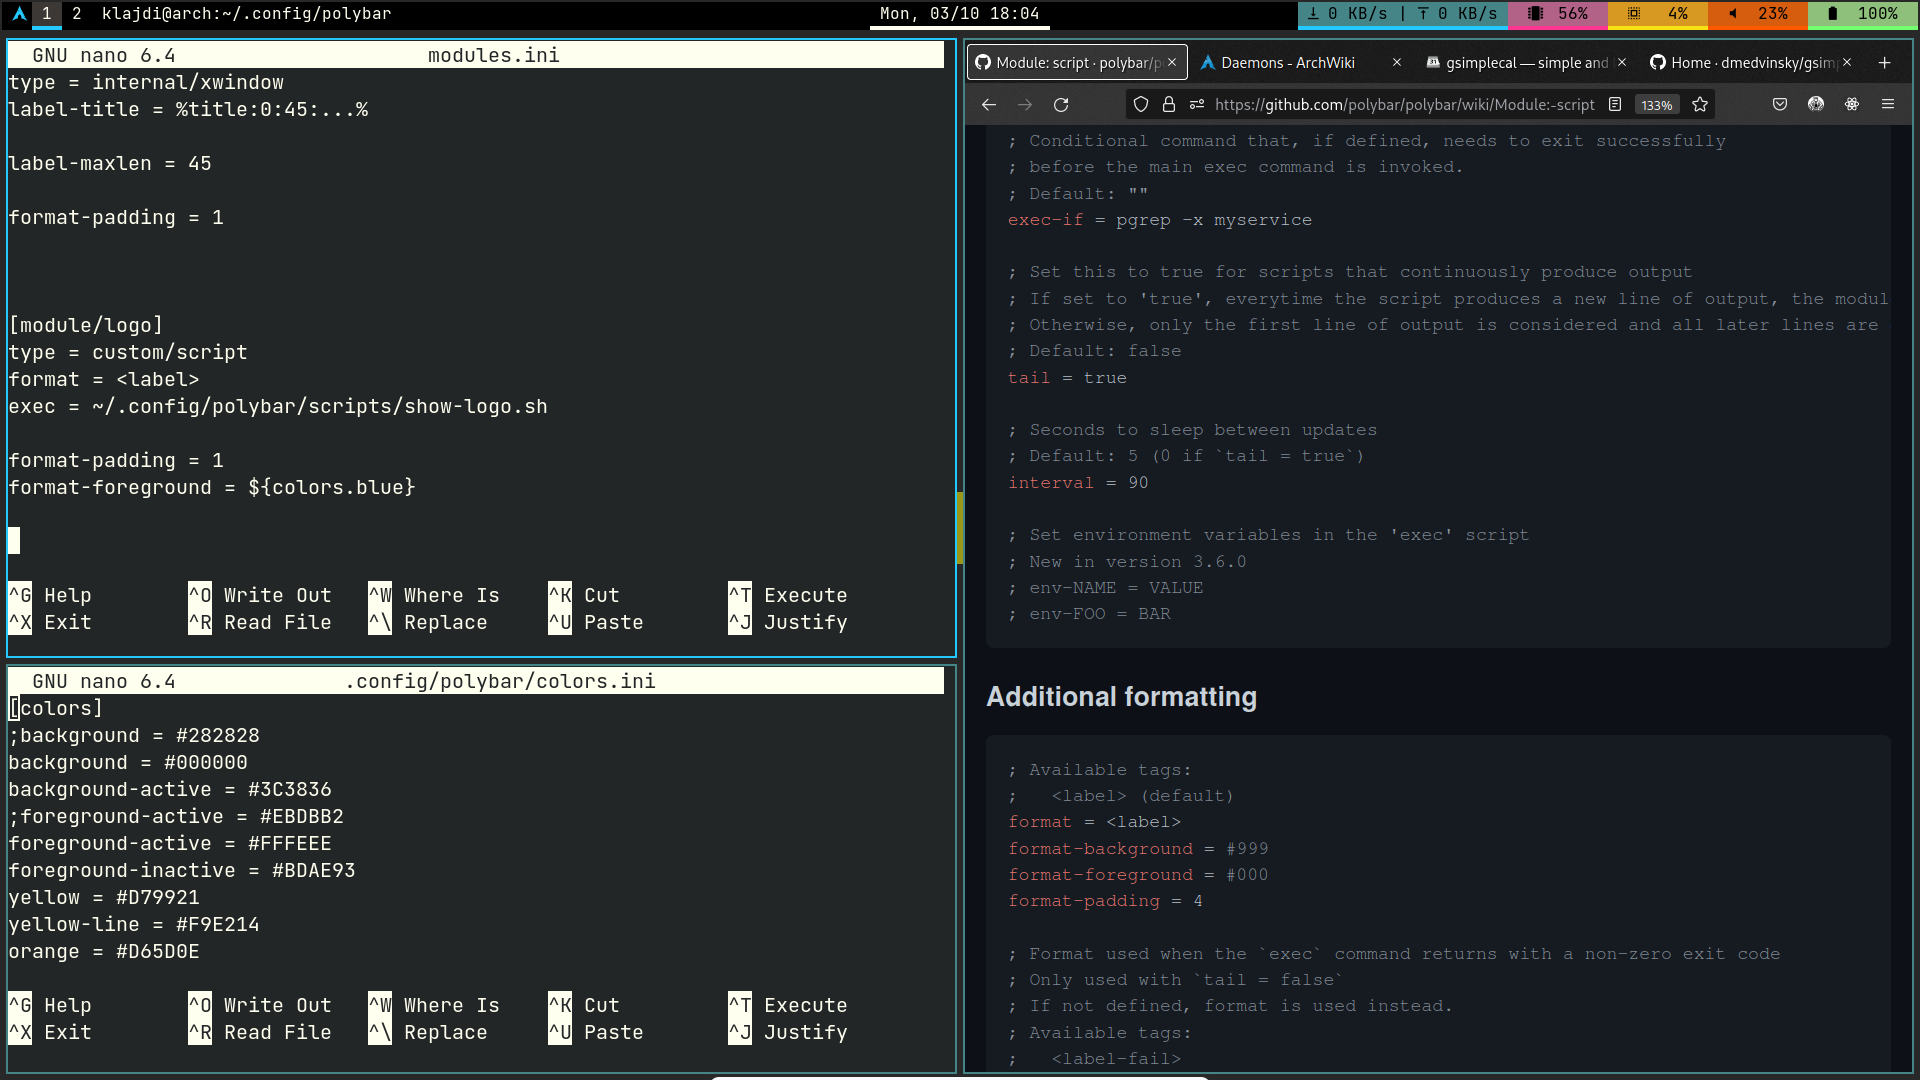 1 2 klajdi@arch:~/.config/polybar Mon, 03/10 18:04 0 KB/s | 0 KB/s 56% 4% 23% 100%
GNU nano 6.4 modules.ini
type = internal/xwindow
label-title = %title:0:45:...%
label-maxlen = 45
format-padding = 1
[module/logo]
type = custom/script
format = <label>
exec = ~/.config/polybar/scripts/show-logo.sh
format-padding = 1
format-foreground = ${colors.blue}
^G Help ^O Write Out ^W Where Is ^K Cut ^T Execute
^X Exit ^R Read File ^\ Replace ^U Paste ^J Justify
GNU nano 6.4 .config/polybar/colors.ini
[colors]
;background = #282828
background = #000000
background-active = #3C3836
;foreground-active = #EBDBB2
foreground-active = #FFFEEE
foreground-inactive = #BDAE93
yellow = #D79921
yellow-line = #F9E214
orange = #D65D0E
^G Help ^O Write Out ^W Where Is ^K Cut ^T Execute
^X Exit ^R Read File ^\ Replace ^U Paste ^J Justify
Module: script · polybar/p Daemons - ArchWiki gsimplecal — simple and Home · dmedvinsky/gsimp
https://github.com/polybar/polybar/wiki/Module:-script 133%
; Conditional command that, if defined, needs to exit successfully
; before the main exec command is invoked.
; Default: ""
exec-if = pgrep -x myservice
; Set this to true for scripts that continuously produce output
; If set to 'true', everytime the script produces a new line of output, the modul
; Otherwise, only the first line of output is considered and all later lines are
; Default: false
tail = true
; Seconds to sleep between updates
; Default: 5 (0 if `tail = true`)
interval = 90
; Set environment variables in the 'exec' script
; New in version 3.6.0
; env-NAME = VALUE
; env-FOO = BAR
Additional formatting
; Available tags:
;   <label> (default)
format = <label>
format-background = #999
format-foreground = #000
format-padding = 4
; Format used when the `exec` command returns with a non-zero exit code
; Only used with `tail = false`
; If not defined, format is used instead.
; Available tags:
;   <label-fail>